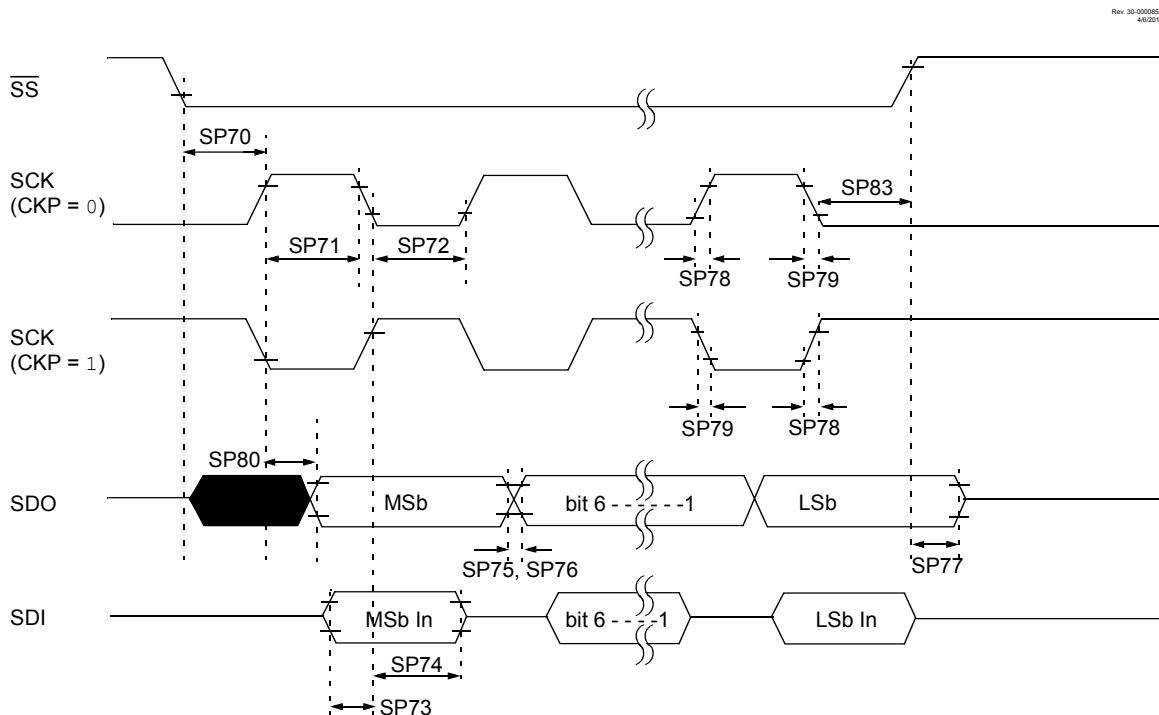 Rev. 30-000085
4/6/201
SS
SP70
SCK
(CKP = 0)
SP83
SP71
SP72
SP78
SP79
SCK
(CKP = 1)
SP79
SP78
SP80
SDO
MSb
bit 6 - - - - - -1
LSb
SP75, SP76
SP77
SDI
MSb In
bit 6 - - - - -1
LSb In
SP74
SP73